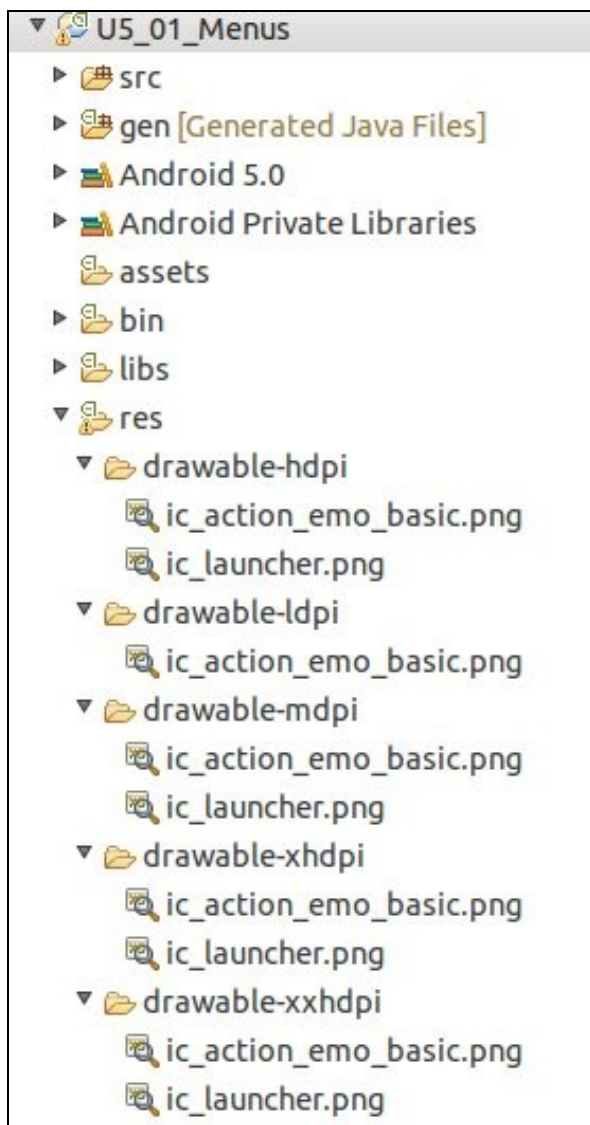 U5_01_Menus
src
gen [Generated Java Files]
Android 5.0
Android Private Libraries
assets
bin
libs
res
drawable-hdpi
ic_action_emo_basic.png
ic_launcher.png
drawable-ldpi
ic_action_emo_basic.png
drawable-mdpi
ic_action_emo_basic.png
ic_launcher.png
drawable-xhdpi
ic_action_emo_basic.png
ic_launcher.png
drawable-xxhdpi
ic_action_emo_basic.png
ic_launcher.png